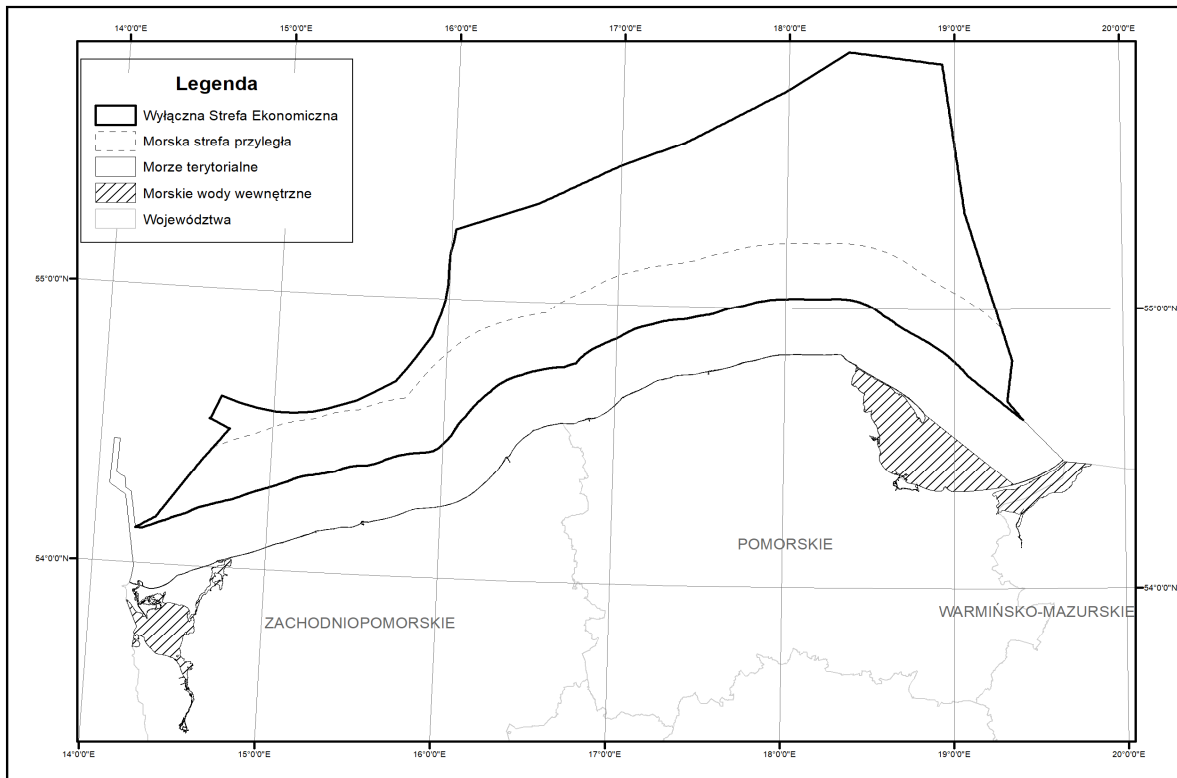 14°0'0"E 15°0'0"E 16°0'0"E 17°0'0"E 18°0'0"E 19°0'0"E 20°0'0"E
Legenda
Wyłączna Strefa Ekonomiczna
Morska strefa przyległa
Morze terytorialne
Morskie wody wewnętrzne
Województwa
55°0'0"N
55°0'0"N
POMORSKIE
54°0'0"N
54°0'0"N
ZACHODNIOPOMORSKIE
WARMIŃSKO-MAZURSKIE
14°0'0"E 15°0'0"E 16°0'0"E 17°0'0"E 18°0'0"E 19°0'0"E 20°0'0"E